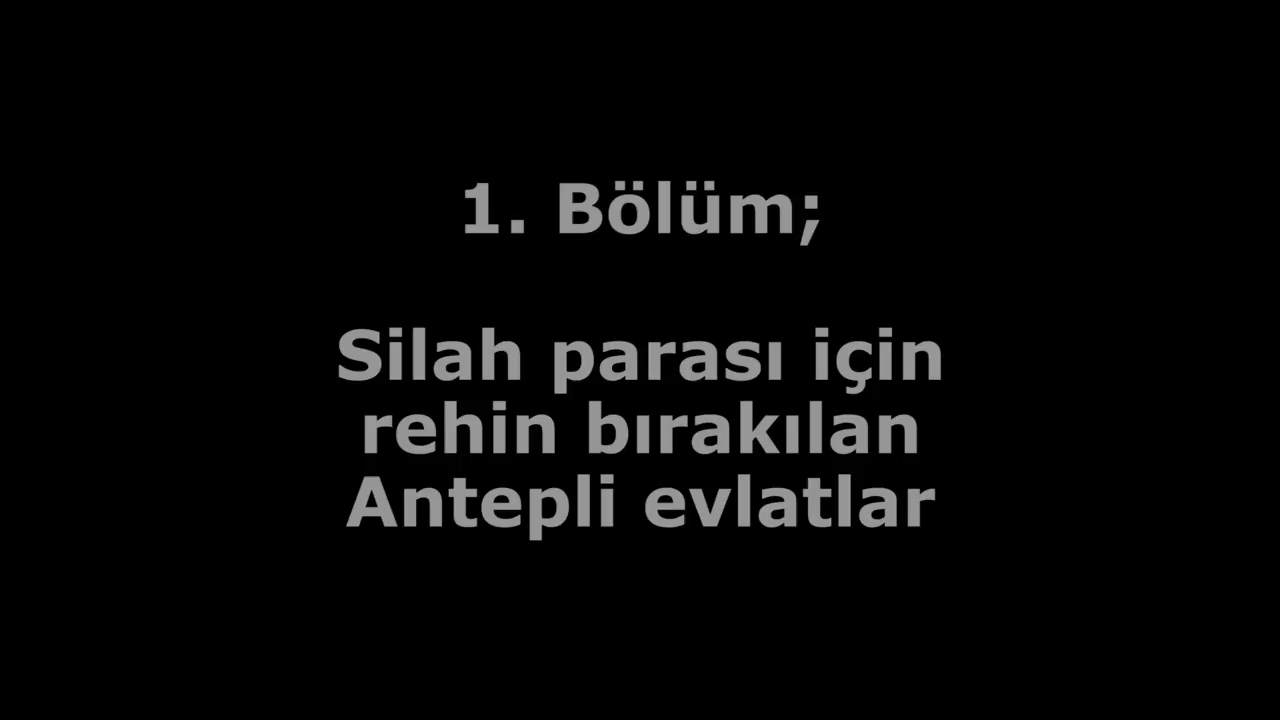 1. Bölüm;
Silah parası için
rehin bırakılan
Antepli evlatlar